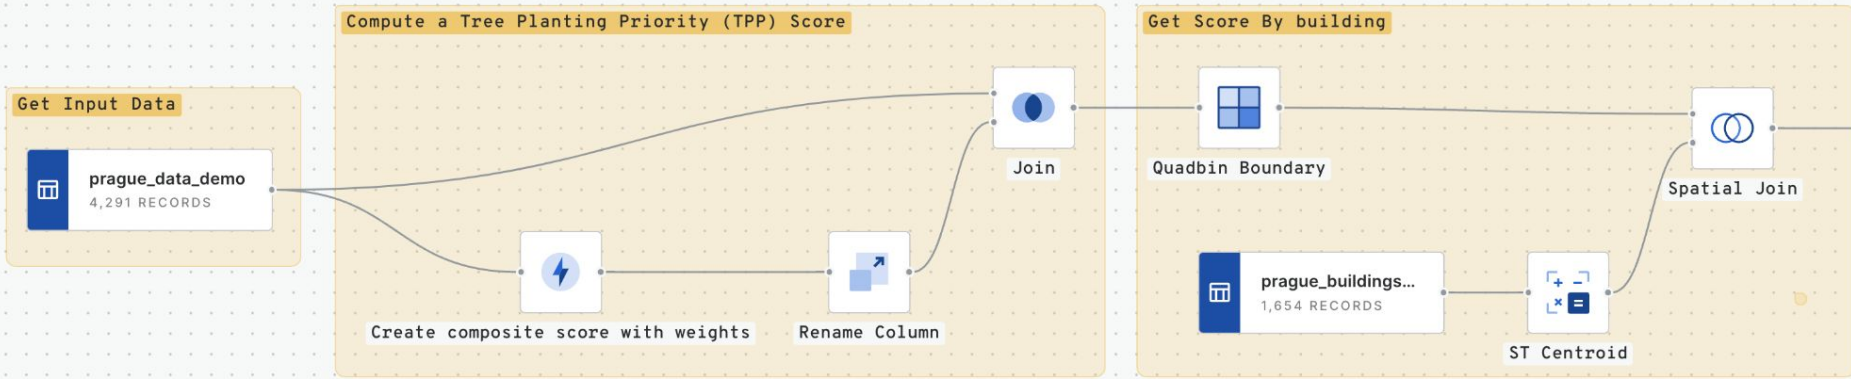 Get Input Data
prague_data_demo
4,291 RECORDS
Compute a Tree Planting Priority (TPP) Score
Join
Create composite score with weights
Rename Column
Get Score By building
Quadbin Boundary
Spatial Join
prague_buildings...
1,654 RECORDS
ST Centroid